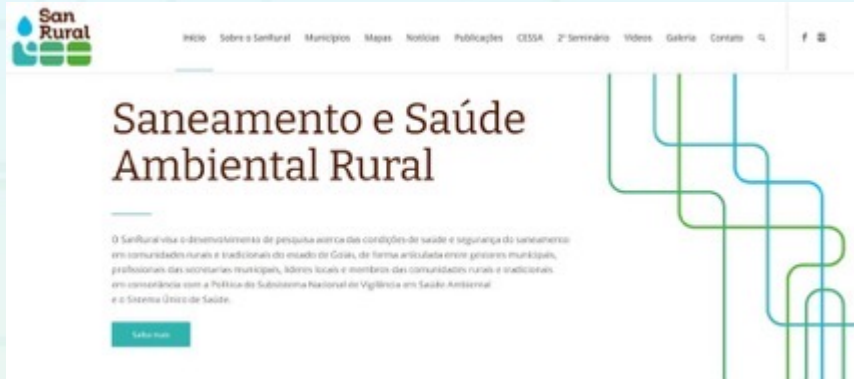 San
Rural
Início Sobre o SanRural Municípios Mapas Notícias Publicações CESSA 2º Seminário Vídeos Galeria Contato
Saneamento e Saúde
Ambiental Rural
O SanRural visa o desenvolvimento de pesquisa acerca das condições de saúde e segurança do saneamento
em comunidades rurais e tradicionais do estado de Goiás, de forma articulada entre gestores municipais,
profissionais das secretarias municipais, líderes locais e membros das comunidades rurais e tradicionais
em consonância com a Política do Subsistema Nacional de Vigilância em Saúde Ambiental
e o Sistema Único de Saúde.
Saiba mais